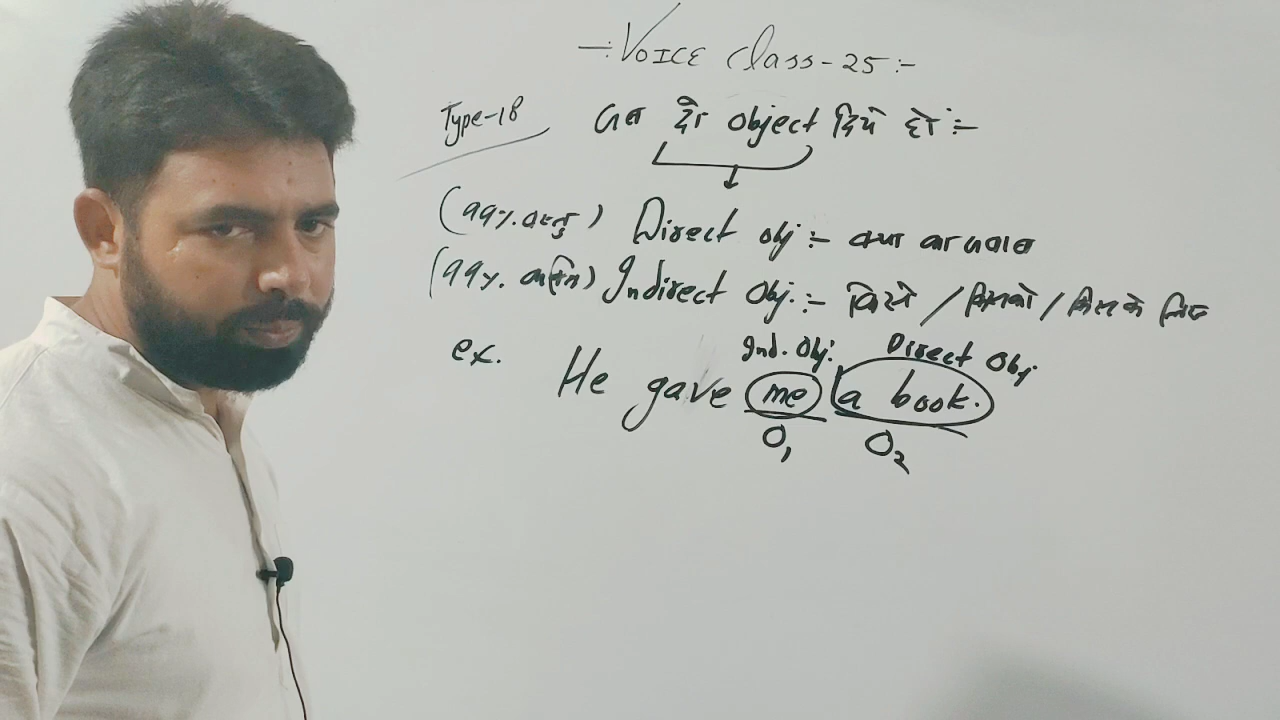 -: VOICE Class-25 :-
Type-18 जब दो object दिये हों :-
(99%. वस्तु) Direct obj :- क्या का जवाब
(99%. व्यक्ति) Indirect Obj. :- किसे / किसको / किसके लिए
Ind. Obj. Direct Obj.
ex. He gave me a book.
O1 O2